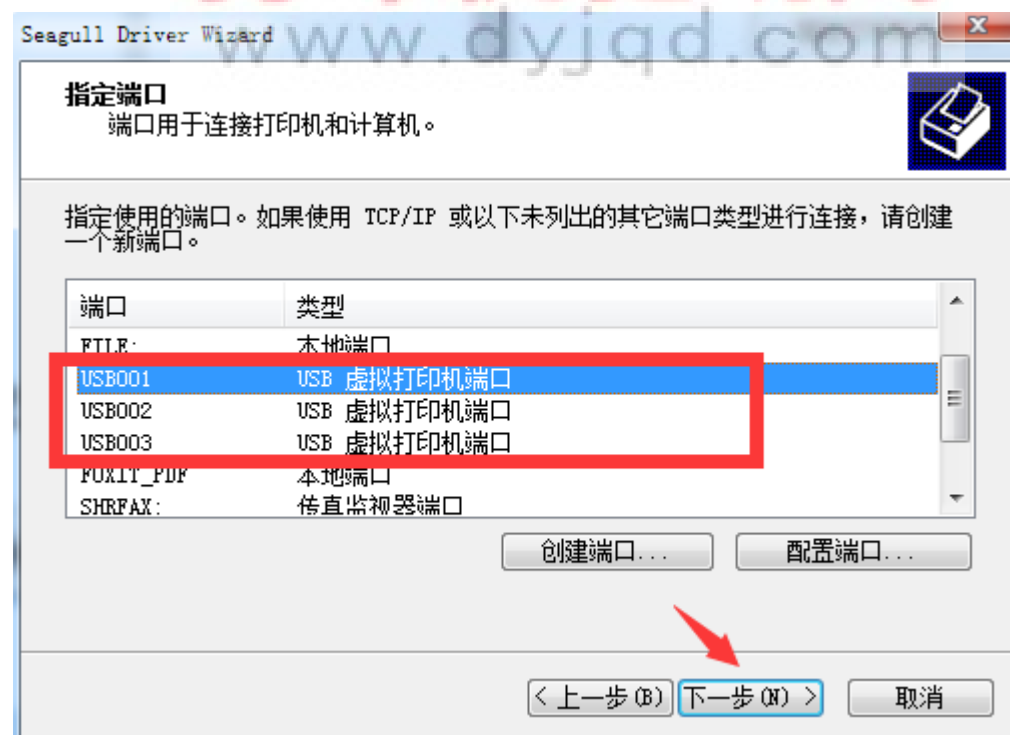 Seagull Driver Wizard
www.dyjqd.com
指定端口
端口用于连接打印机和计算机。
指定使用的端口。如果使用 TCP/IP 或以下未列出的其它端口类型进行连接，请创建
一个新端口。
端口 类型
FILE: 本地端口
USB001 USB 虚拟打印机端口
USB002 USB 虚拟打印机端口
USB003 USB 虚拟打印机端口
FOXIT_PDF 本地端口
SHRFAX: 传真监视器端口
创建端口... 配置端口...
< 上一步(B) 下一步(N) > 取消